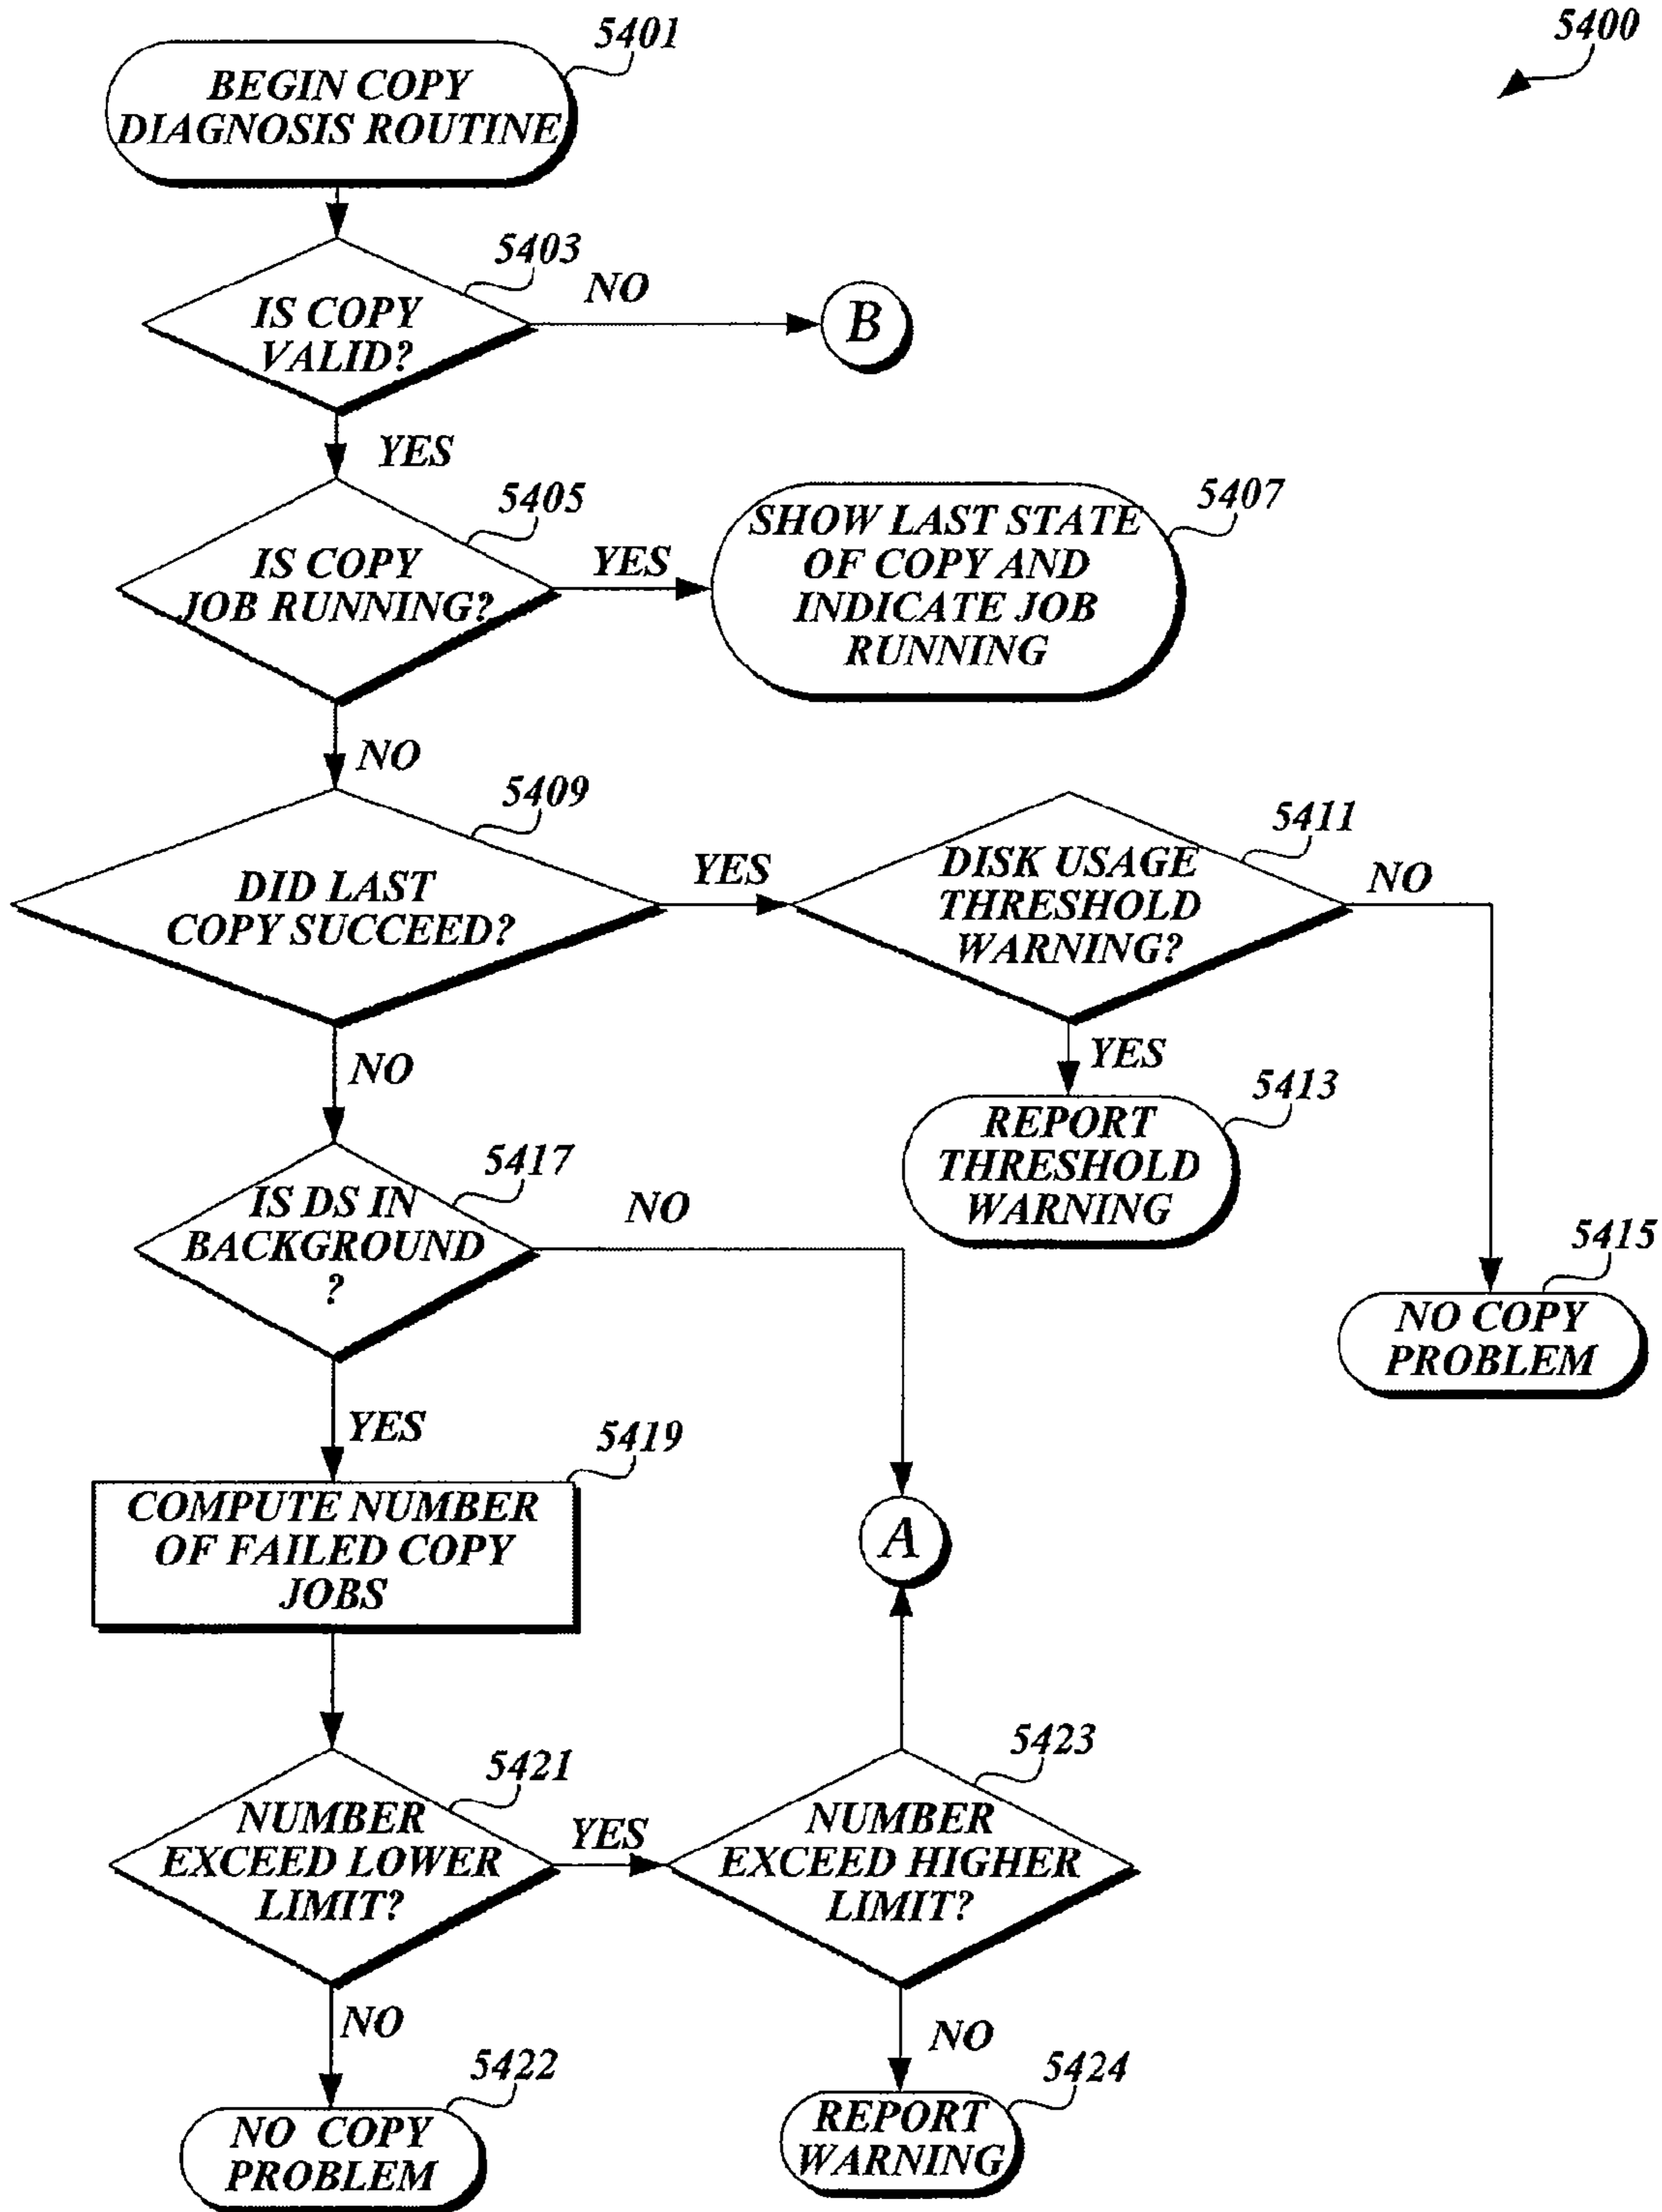 5400
5401
BEGIN COPY
DIAGNOSIS ROUTINE
5403
IS COPY
VALID?
NO
B
YES
5405
IS COPY
JOB RUNNING?
YES
5407
SHOW LAST STATE
OF COPY AND
INDICATE JOB
RUNNING
NO
5409
DID LAST
COPY SUCCEED?
YES
5411
DISK USAGE
THRESHOLD
WARNING?
NO
YES
5413
REPORT
THRESHOLD
WARNING
5415
NO COPY
PROBLEM
NO
5417
IS DS IN
BACKGROUND
?
NO
A
YES
5419
COMPUTE NUMBER
OF FAILED COPY
JOBS
5421
NUMBER
EXCEED LOWER
LIMIT?
YES
5423
NUMBER
EXCEED HIGHER
LIMIT?
NO
5422
NO COPY
PROBLEM
NO
5424
REPORT
WARNING